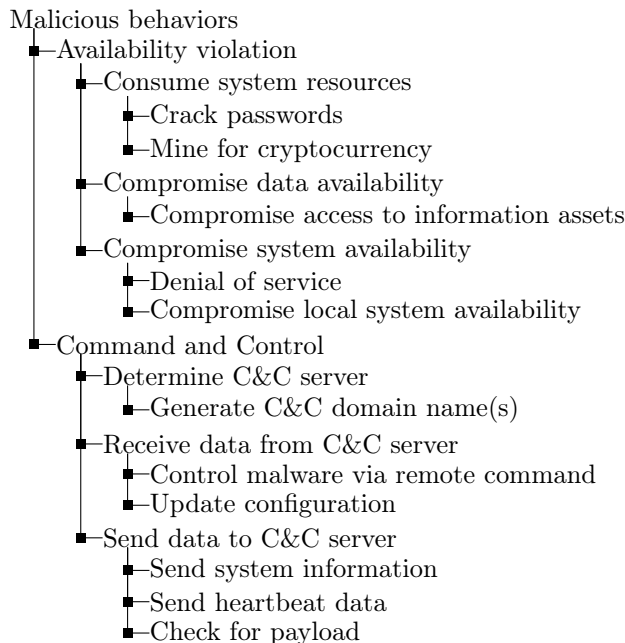 Malicious behaviors
Availability violation
Consume system resources
Crack passwords
Mine for cryptocurrency
Compromise data availability
Compromise access to information assets
Compromise system availability
Denial of service
Compromise local system availability
Command and Control
Determine C&C server
Generate C&C domain name(s)
Receive data from C&C server
Control malware via remote command
Update configuration
Send data to C&C server
Send system information
Send heartbeat data
Check for payload